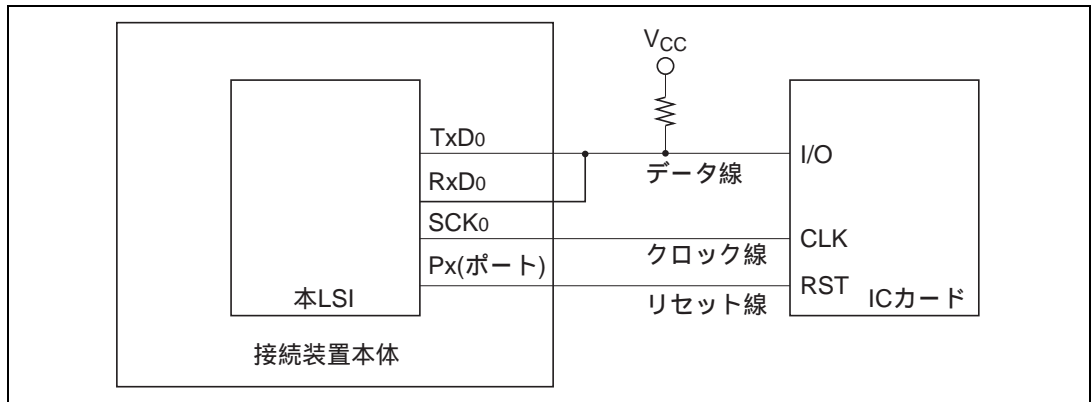 VCC
TxD0
I/O
データ線
RxD0
SCK0
CLK
クロック線
Px(ポート)
RST
リセット線
本LSI
ICカード
接続装置本体